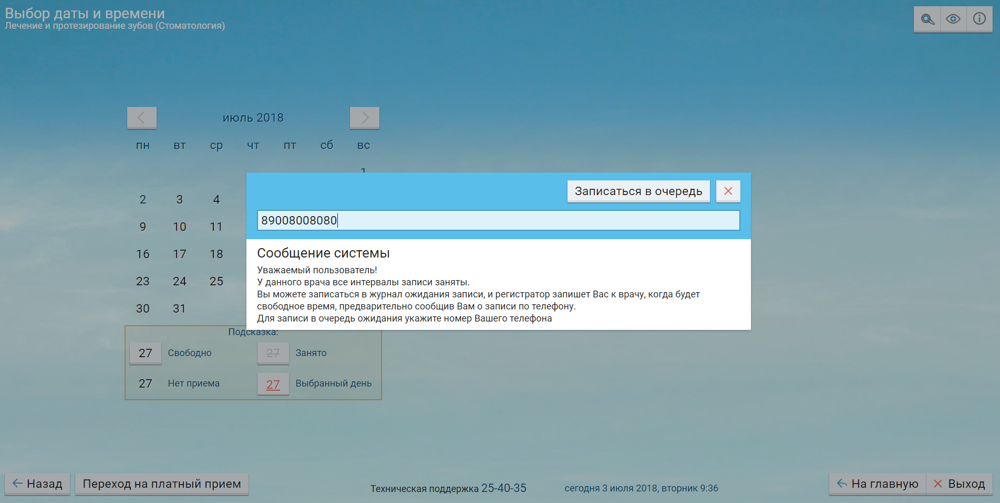 Выбор даты и времени
Лечение и протезирование зубов (Стоматология)
июль 2018
пн вт ср чт пт сб вс
1
2 3 4
9 10 11
16 17 18
23 24 25
30 31
Записаться в очередь
89008008080
Сообщение системы
Уважаемый пользователь!
У данного врача все интервалы записи заняты.
Вы можете записаться в журнал ожидания записи, и регистратор запишет Вас к врачу, когда будет
свободное время, предварительно сообщив Вам о записи по телефону.
Для записи в очередь ожидания укажите номер Вашего телефона
Подсказка:
27 Свободно 27 Занято
27 Нет приема 27 Выбранный день
Назад Переход на платный прием Техническая поддержка 25-40-35 сегодня 3 июля 2018, вторник 9:36 На главную Выход